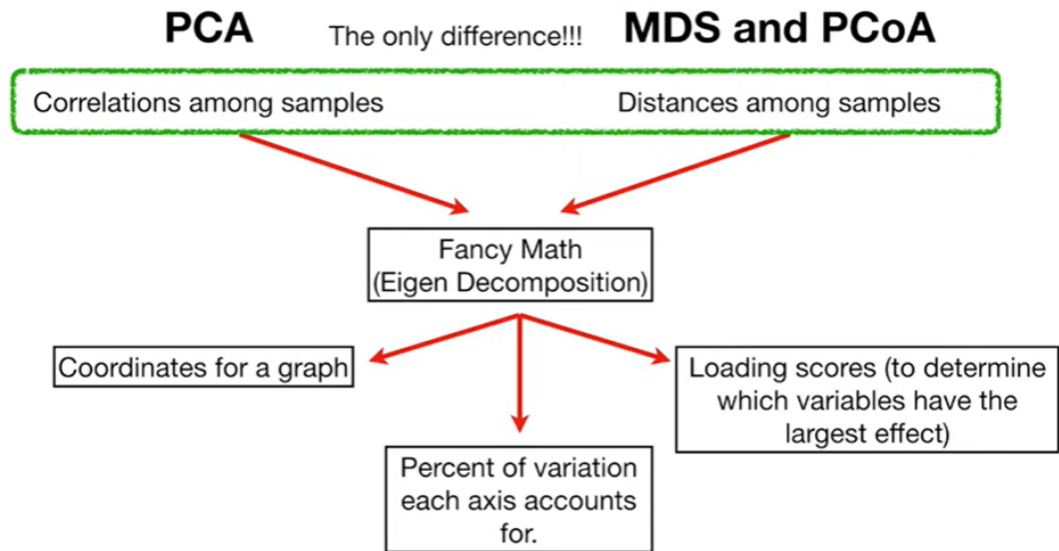 PCA
The only difference!!!
MDS and PCoA
Correlations among samples
Distances among samples
Fancy Math
(Eigen Decomposition)
Coordinates for a graph
Loading scores (to determine
which variables have the
largest effect)
Percent of variation
each axis accounts
for.